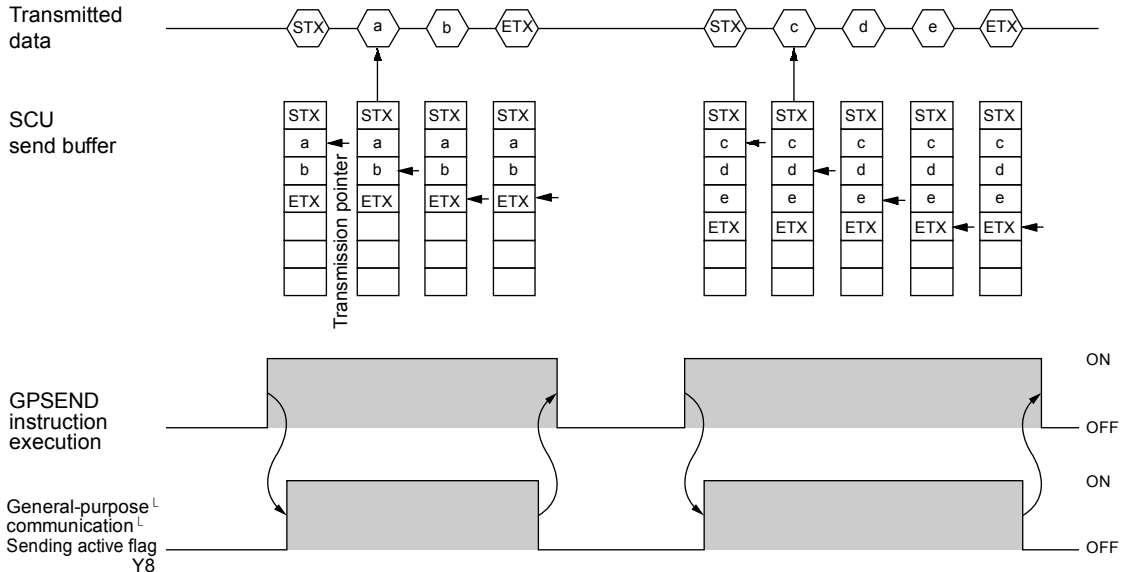 Transmitted
data
STX a b ETX STX c d e ETX
SCU
send buffer
STX STX STX STX STX STX STX STX STX
a a a a c c c c c
b b b b d d d d d
ETX ETX ETX ETX e e e e e
ETX ETX ETX ETX ETX
Transmission pointer
GPSEND
instruction
execution
ON
OFF
General-purpose└
communication└
Sending active flag
Y8
ON
OFF